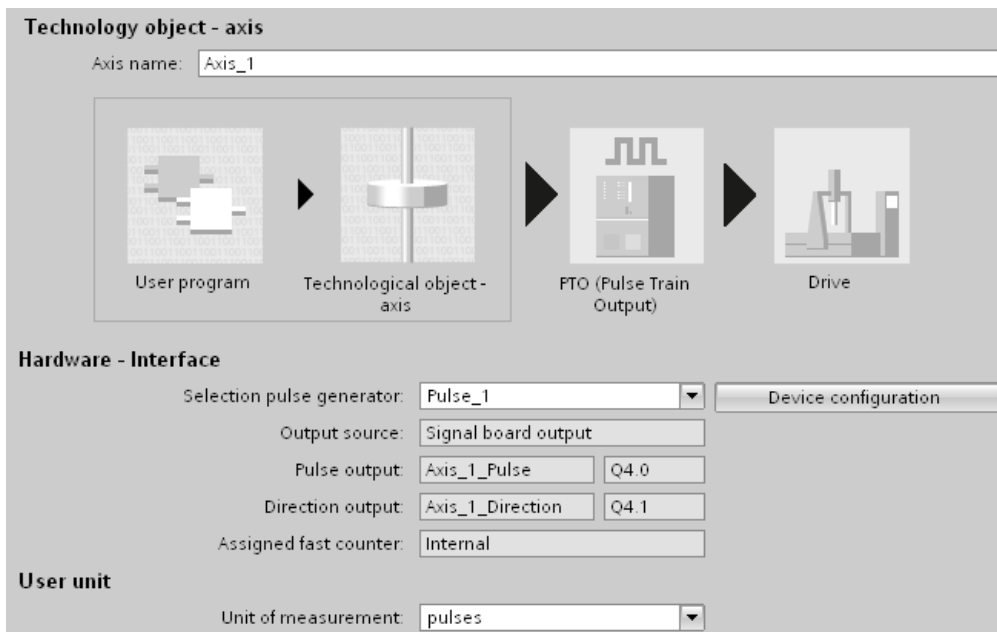 Technology object - axis
Axis name: Axis_1
User program
Technological object -
axis
PTO (Pulse Train
Output)
Drive
Hardware - Interface
Selection pulse generator: Pulse_1 Device configuration
Output source: Signal board output
Pulse output: Axis_1_Pulse Q4.0
Direction output: Axis_1_Direction Q4.1
Assigned fast counter: Internal
User unit
Unit of measurement: pulses